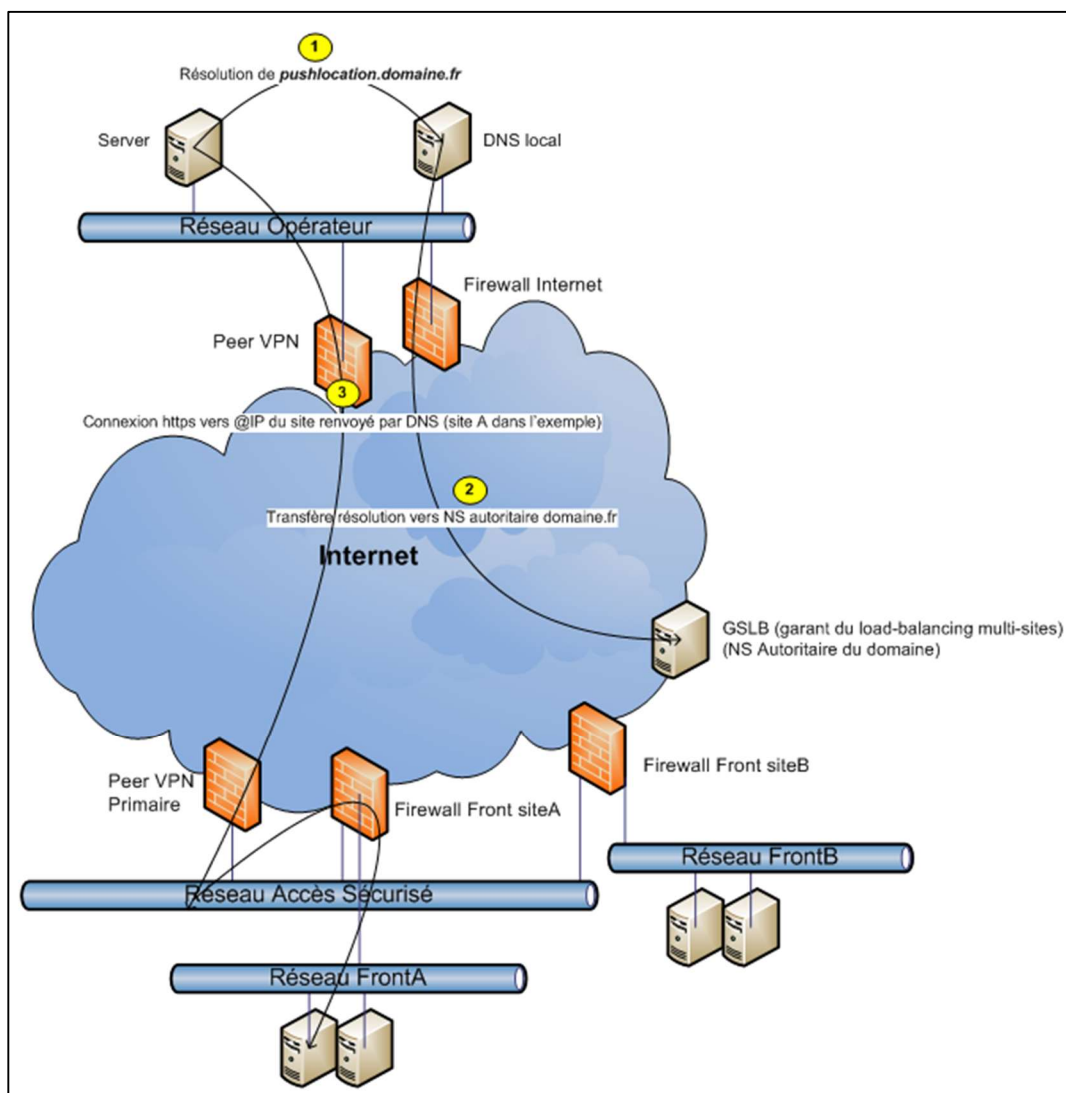 1
Résolution de pushlocation.domaine.fr
Server
DNS local
Réseau Opérateur
Firewall Internet
Peer VPN
3
Connexion https vers @IP du site renvoyé par DNS (site A dans l'exemple)
2
Transfère résolution vers NS autoritaire domaine.fr
Internet
GSLB (garant du load-balancing multi-sites)
(NS Autoritaire du domaine)
Peer VPN
Primaire
Firewall Front siteA
Firewall Front siteB
Réseau FrontB
Réseau Accès Sécurisé
Réseau FrontA